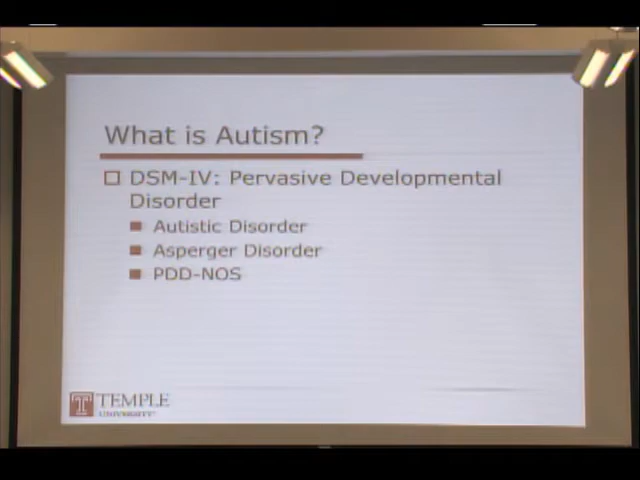 What is Autism?
DSM-IV: Pervasive Developmental
Disorder
Autistic Disorder
Asperger Disorder
PDD-NOS
TEMPLE
UNIVERSITY